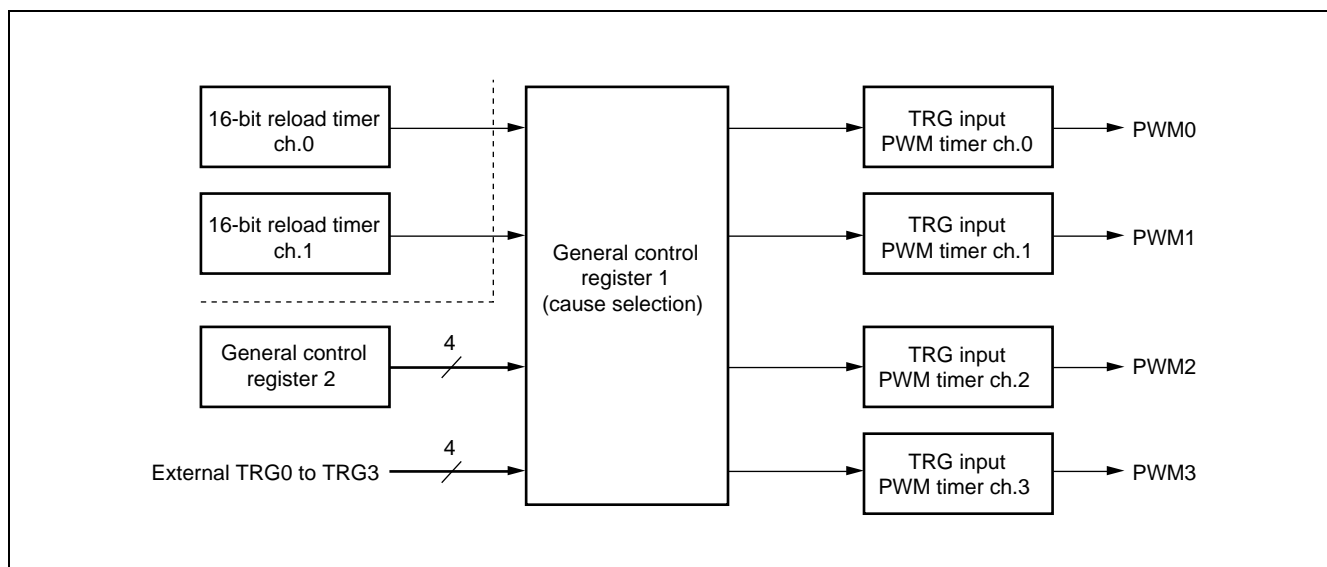 16-bit reload timer
ch.0
16-bit reload timer
ch.1
General control
register 2
4
External TRG0 to TRG3
4
General control
register 1
(cause selection)
TRG input
PWM timer ch.0
PWM0
TRG input
PWM timer ch.1
PWM1
TRG input
PWM timer ch.2
PWM2
TRG input
PWM timer ch.3
PWM3